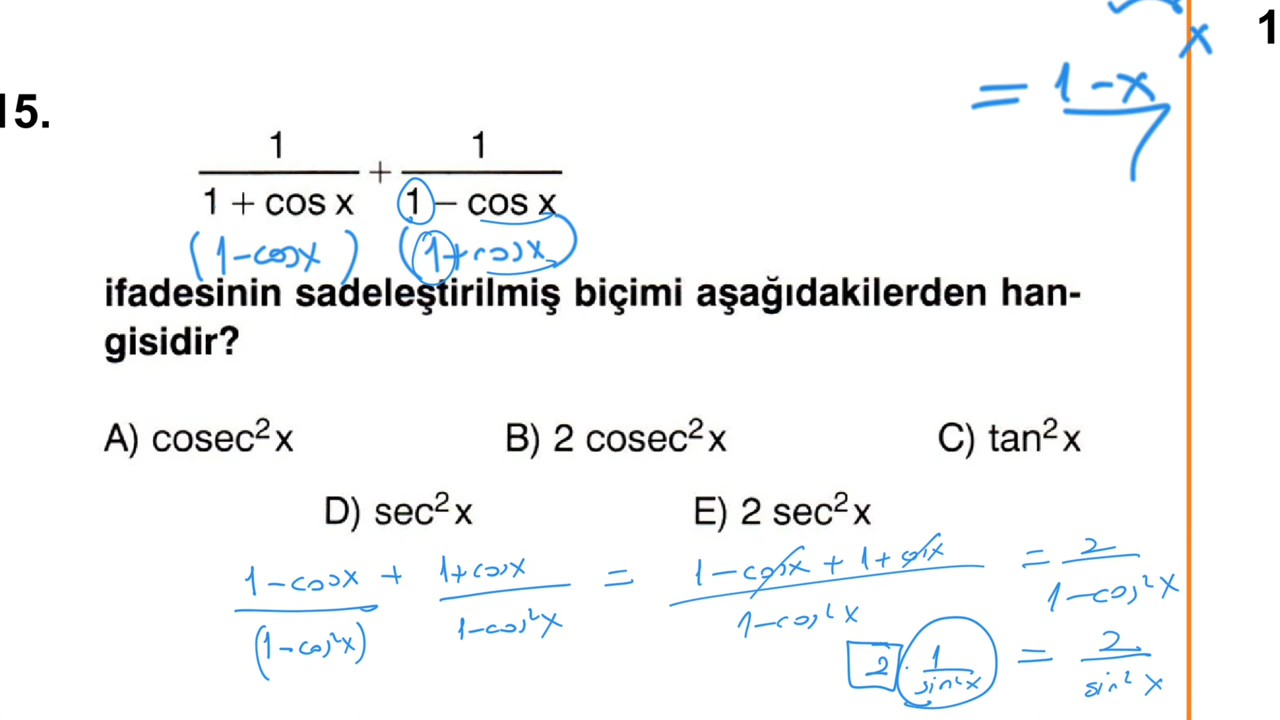 x
1
= 1-x / 7
15.
1 / (1 + cos x) + 1 / (1 – cos x)
(1-cosx) (1+cosx)
ifadesinin sadeleştirilmiş biçimi aşağıdakilerden han-
gisidir?
A) cosec²x B) 2 cosec²x C) tan²x
D) sec²x E) 2 sec²x
(1-cosx) / (1-cos²x) + (1+cosx) / (1-cos²x) = (1-cosx + 1+cosx) / (1-cos²x) = 2 / (1-cos²x)
2 · 1 / sin²x = 2 / sin²x